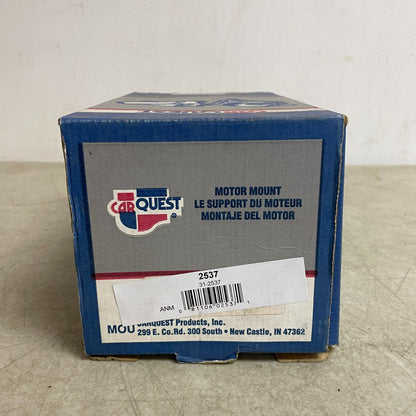 CARQUEST
MOTOR MOUNT
LE SUPPORT DU MOTEUR
MONTAJE DEL MOTOR
2537
31-2537
ANM
MOU CARQUEST Products, Inc.
299 E. Co.Rd. 300 South • New Castle, IN 47362